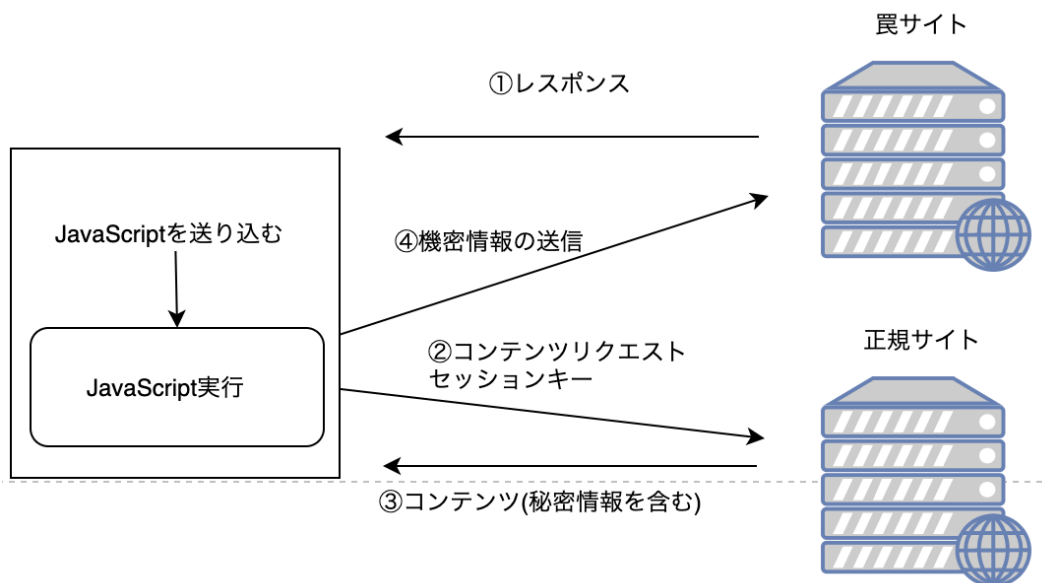 罠サイト
①レスポンス
JavaScriptを送り込む
④機密情報の送信
JavaScript実行
②コンテンツリクエスト
セッションキー
正規サイト
③コンテンツ(秘密情報を含む)